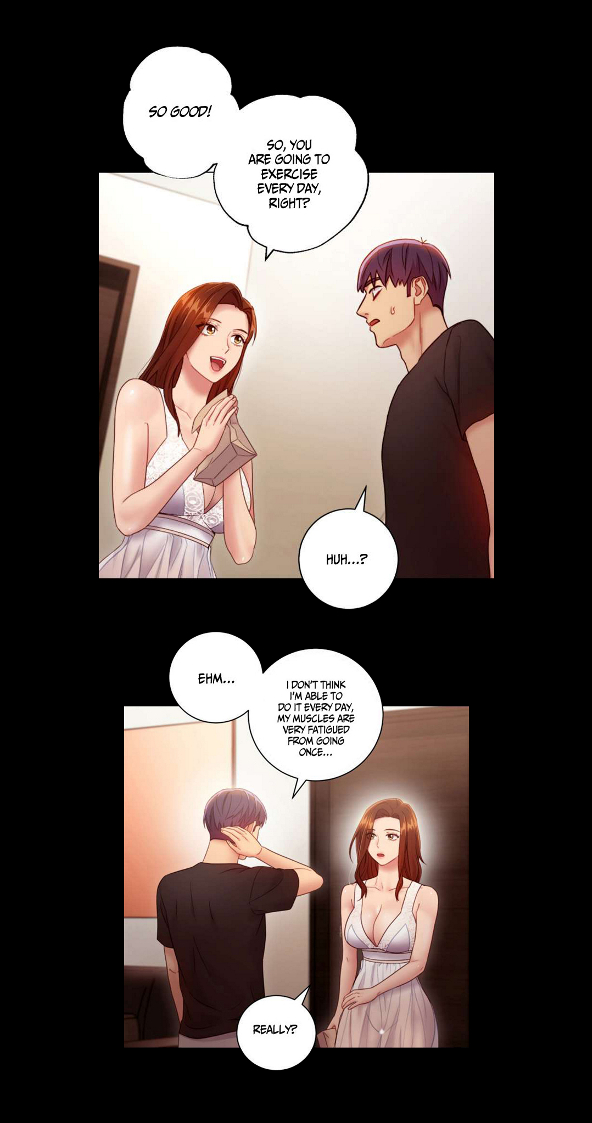 SO GOOD!
SO, YOU
ARE GOING TO
EXERCISE
EVERY DAY,
RIGHT?
HUH...?
EHM...
I DON'T THINK
I'M ABLE TO
DO IT EVERY DAY,
MY MUSCLES ARE
VERY FATIGUED
FROM GOING
ONCE...
REALLY?